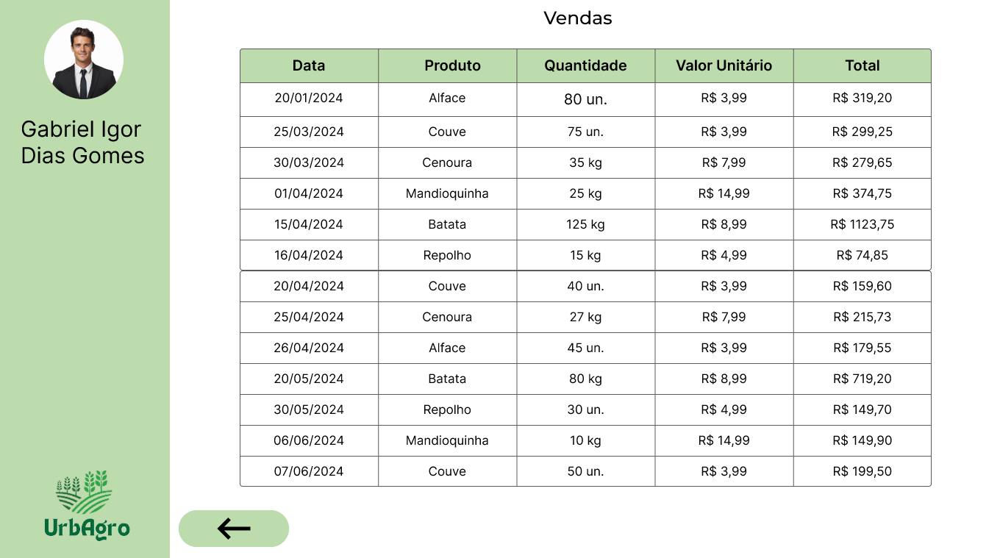 Vendas
Gabriel Igor
Dias Gomes
Data Produto Quantidade Valor Unitário Total
20/01/2024 Alface 80 un. R$ 3,99 R$ 319,20
25/03/2024 Couve 75 un. R$ 3,99 R$ 299,25
30/03/2024 Cenoura 35 kg R$ 7,99 R$ 279,65
01/04/2024 Mandioquinha 25 kg R$ 14,99 R$ 374,75
15/04/2024 Batata 125 kg R$ 8,99 R$ 1123,75
16/04/2024 Repolho 15 kg R$ 4,99 R$ 74,85
20/04/2024 Couve 40 un. R$ 3,99 R$ 159,60
25/04/2024 Cenoura 27 kg R$ 7,99 R$ 215,73
26/04/2024 Alface 45 un. R$ 3,99 R$ 179,55
20/05/2024 Batata 80 kg R$ 8,99 R$ 719,20
30/05/2024 Repolho 30 un. R$ 4,99 R$ 149,70
06/06/2024 Mandioquinha 10 kg R$ 14,99 R$ 149,90
07/06/2024 Couve 50 un. R$ 3,99 R$ 199,50
UrbAgro